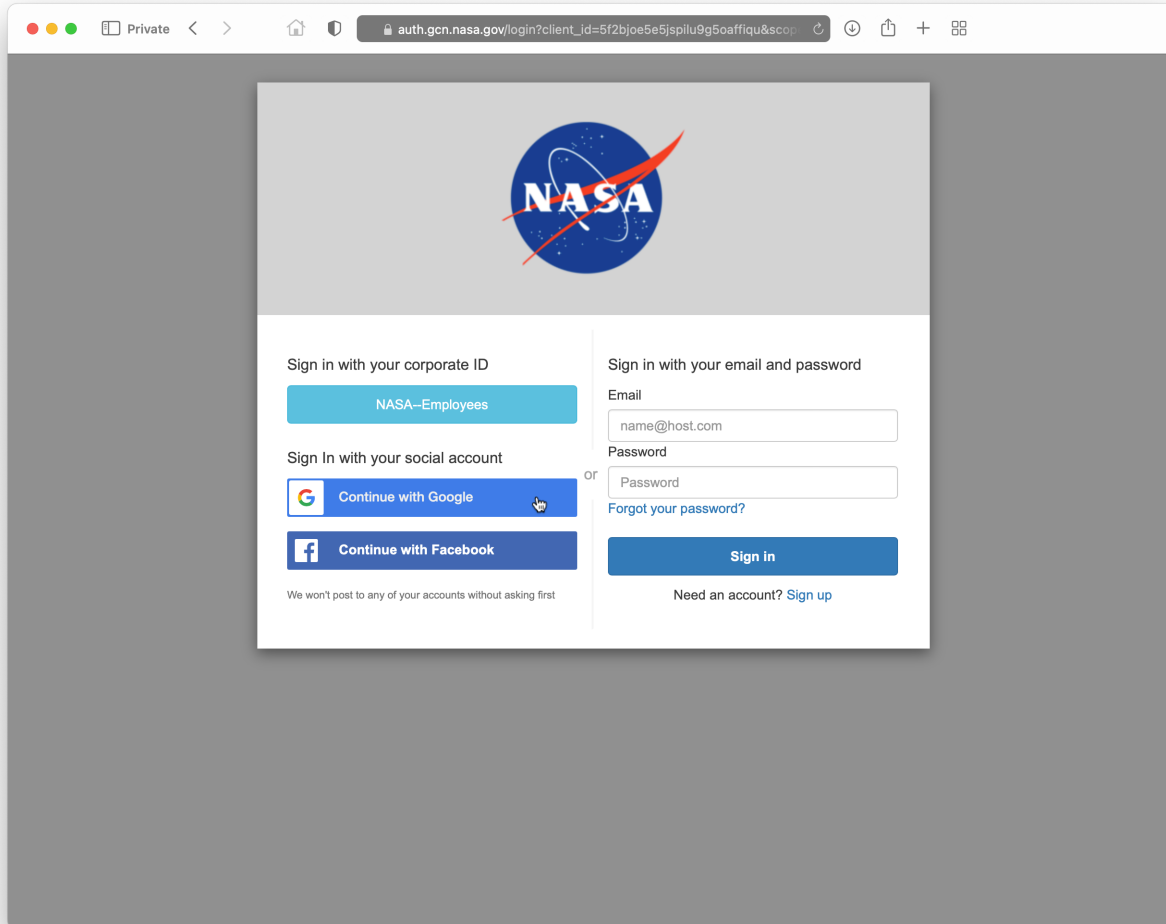 Private
auth.gcn.nasa.gov/login?client_id=5f2bjoe5e5jspilu9g5oaffiqu&scop
NASA
Sign in with your corporate ID
NASA--Employees
Sign In with your social account
Continue with Google
Continue with Facebook
We won't post to any of your accounts without asking first
or
Sign in with your email and password
Email
name@host.com
Password
Password
Forgot your password?
Sign in
Need an account? Sign up